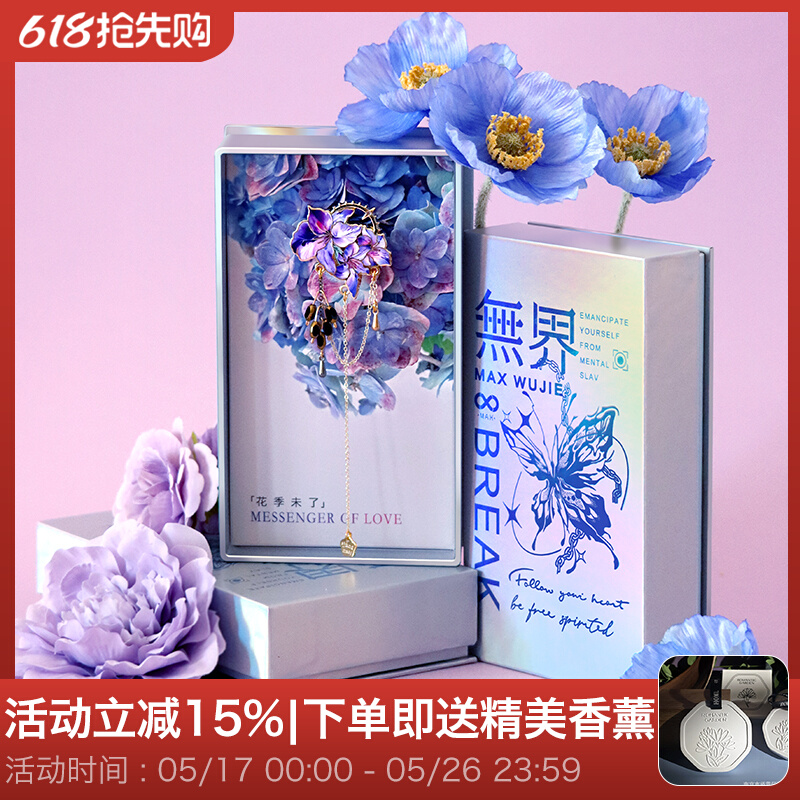 618抢先购
無界
EMANCIPATE
YOURSELF
FROM
MENTAL
SLAV
MAX WUJIE
&BREAK
-MAX-
「花季未了」
MESSENGER OF LOVE
Follow your heart
be free spirited
活动立减15%|下单即送精美香薰
活动时间：05/17 00:00 - 05/26 23:59